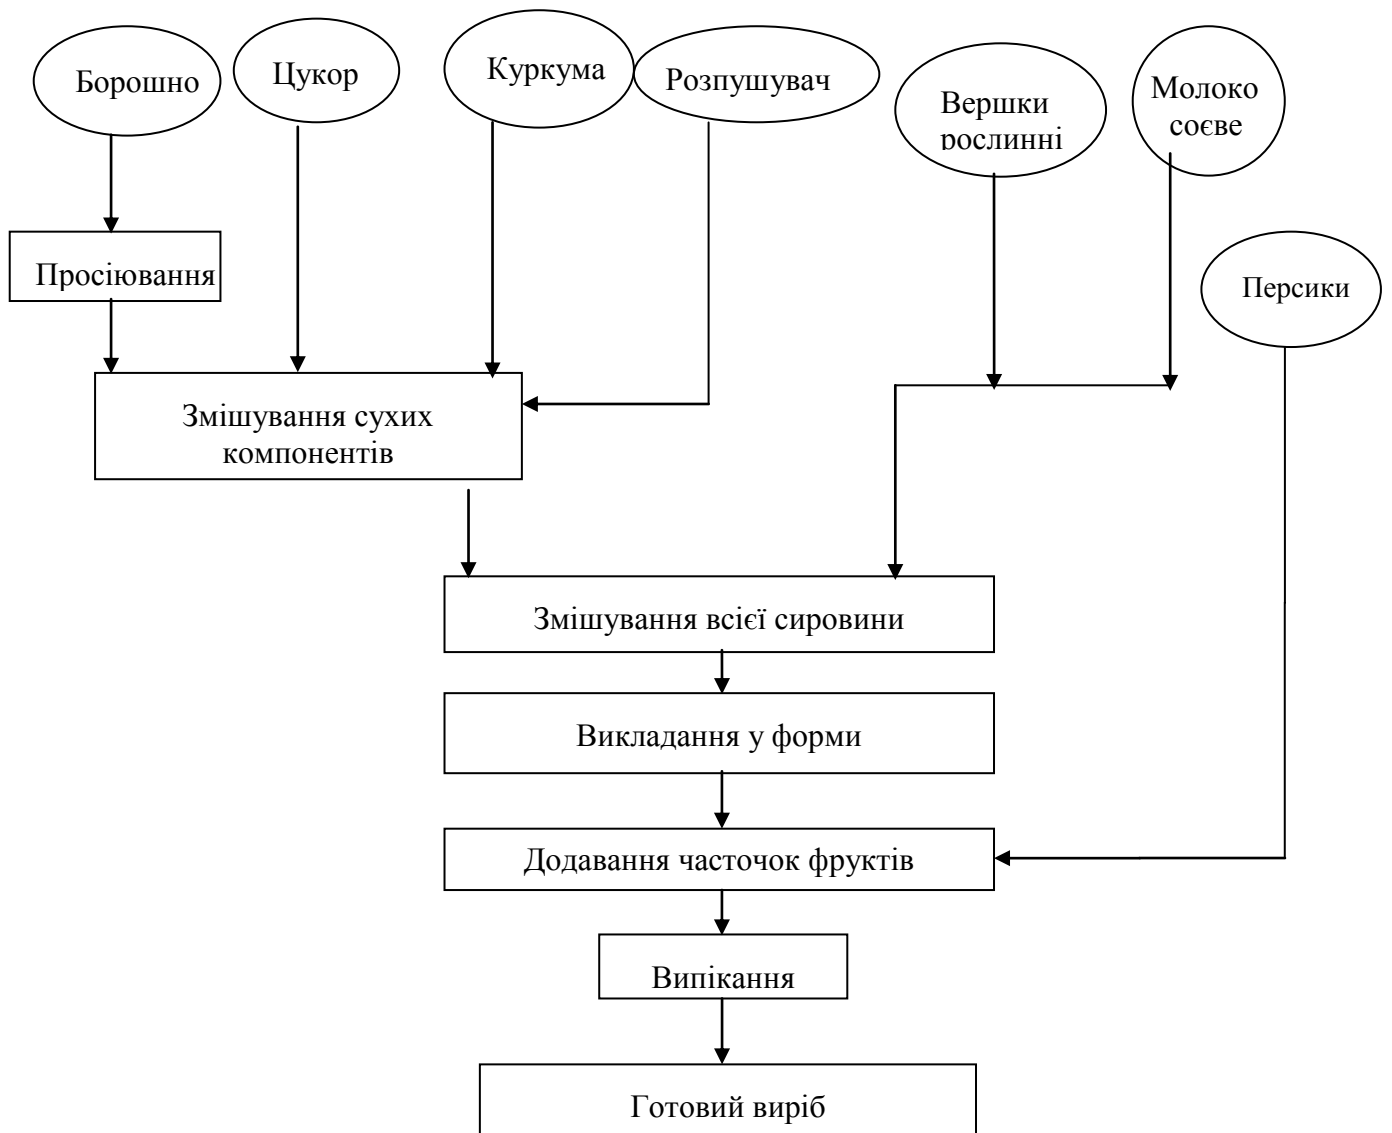 Борошно
Цукор
Куркума
Розпушувач
Вершки
рослинні
Молоко
соєве
Просіювання
Персики
Змішування сухих
компонентів
Змішування всієї сировини
Викладання у форми
Додавання часточок фруктів
Випікання
Готовий виріб